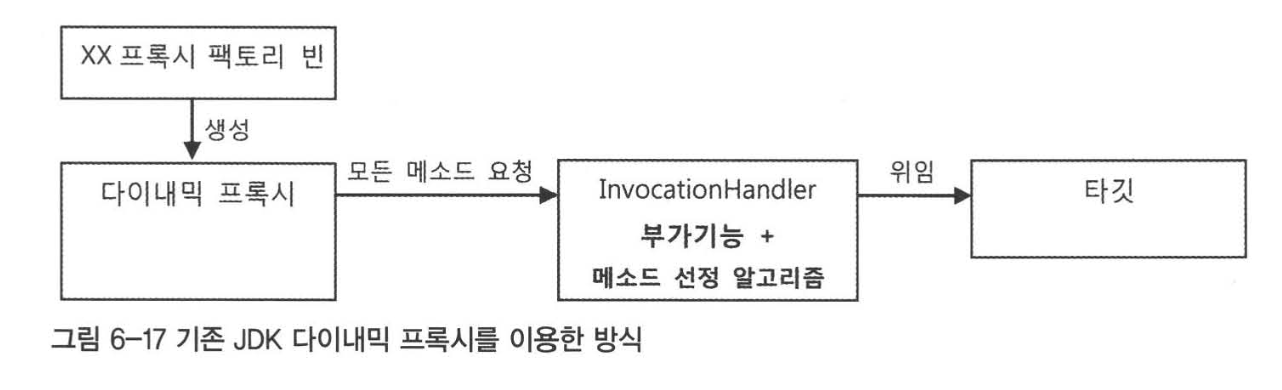 XX 프록시 팩토리 빈
생성
다이내믹 프록시
모든 메소드 요청
InvocationHandler
부가기능 +
메소드 선정 알고리즘
위임
타깃
그림 6-17 기존 JDK 다이내믹 프록시를 이용한 방식